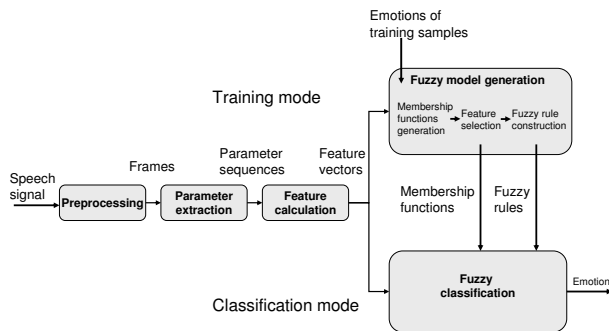 Emotions of
training samples
Fuzzy model generation
Training mode
Membership
functions
generation
Feature
selection
Fuzzy rule
construction
Frames
Parameter
sequences
Feature
vectors
Speech
signal
Preprocessing
Parameter
extraction
Feature
calculation
Membership
functions
Fuzzy
rules
Fuzzy
classification
Emotion
Classification mode